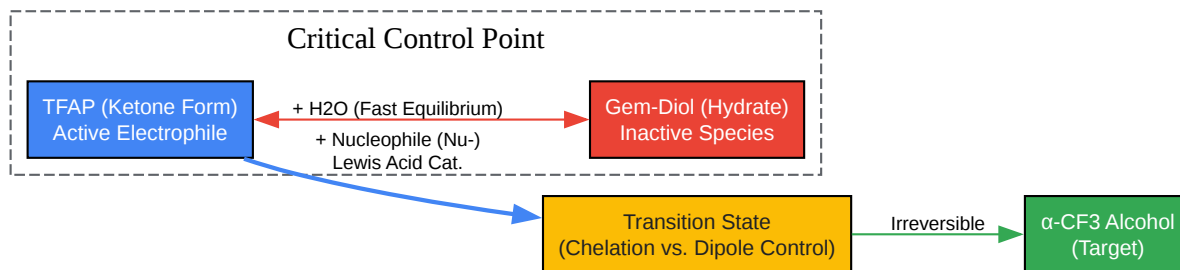 Critical Control Point
TFAP (Ketone Form)
Active Electrophile
+ H2O (Fast Equilibrium)
Gem-Diol (Hydrate)
Inactive Species
+ Nucleophile (Nu-)
Lewis Acid Cat.
Transition State
(Chelation vs. Dipole Control)
Irreversible
α-CF3 Alcohol
(Target)